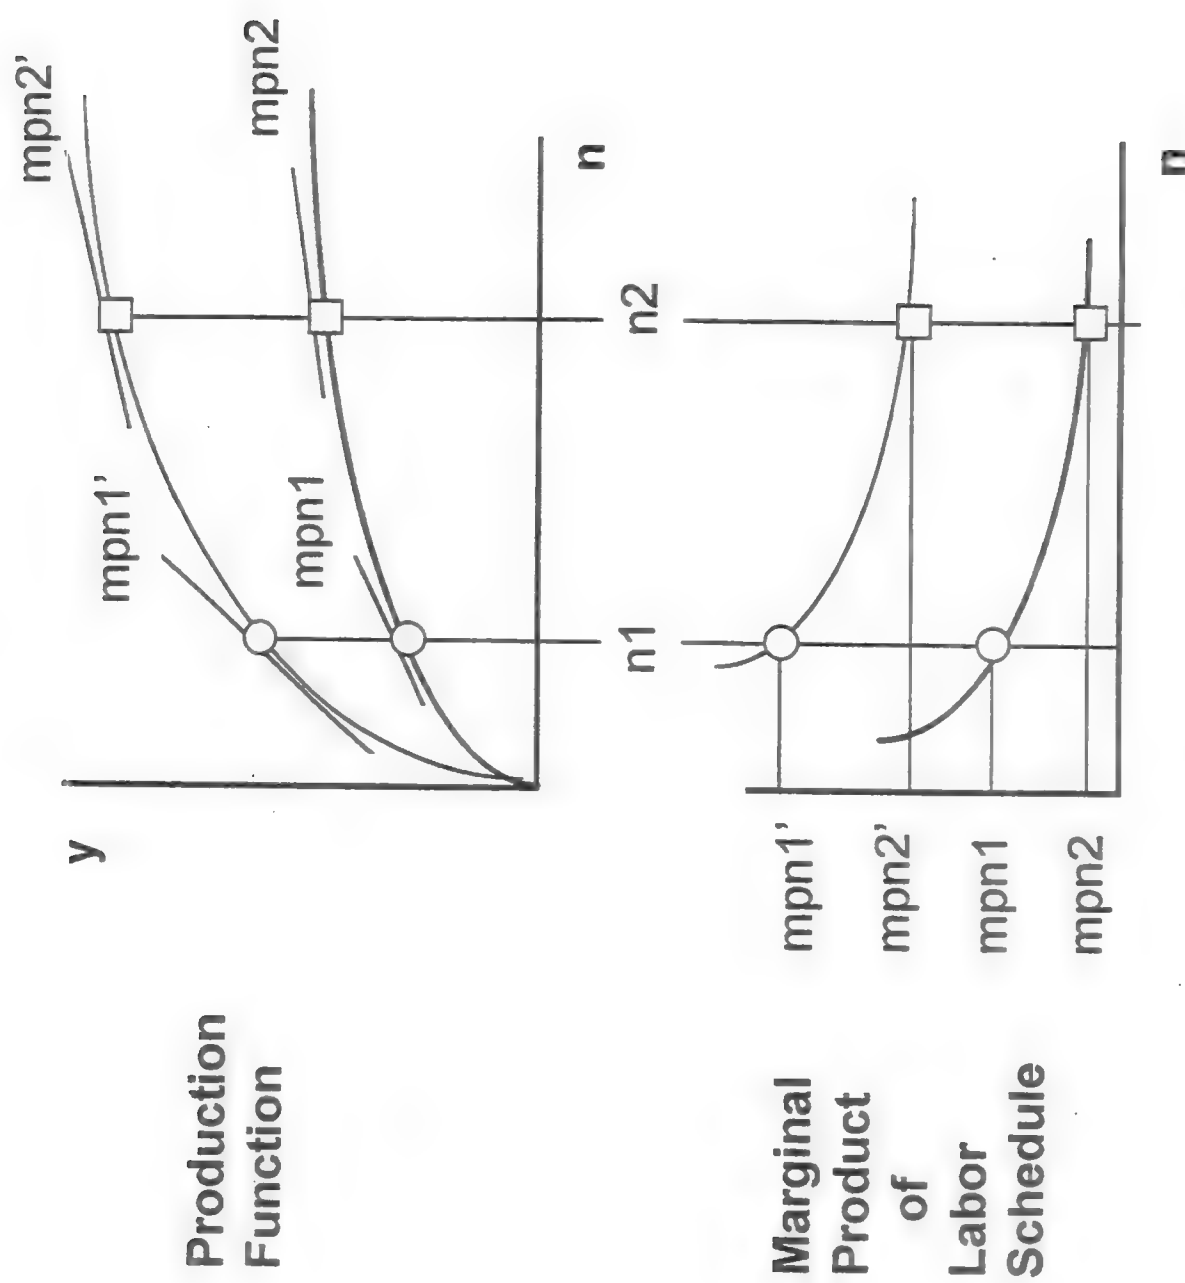 Production
Function
y
mpn1’
mpn2’
mpn1
mpn2
n
n1
n2
Marginal
Product
of
Labor
Schedule
mpn1’
mpn2’
mpn1
mpn2
n